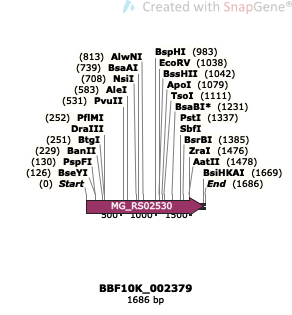 Created with SnapGene®
(813) AlwNI
(739) BsaAI
(708) NsiI
(583) AleI
(531) PvuII
(252) PflMI
DraIII
(251) BtgI
(229) BanII
(130) PspFI
(126) BseYI
(0) Start
BspHI (983)
EcoRV (1038)
BssHII (1042)
ApoI (1079)
TsoI (1111)
BsaBI* (1231)
PstI (1337)
SbfI
BsrBI (1385)
ZraI (1476)
AatII (1478)
BsiHKAI (1669)
End (1686)
MG_RS02530
500 1000 1500
BBF10K_002379
1686 bp